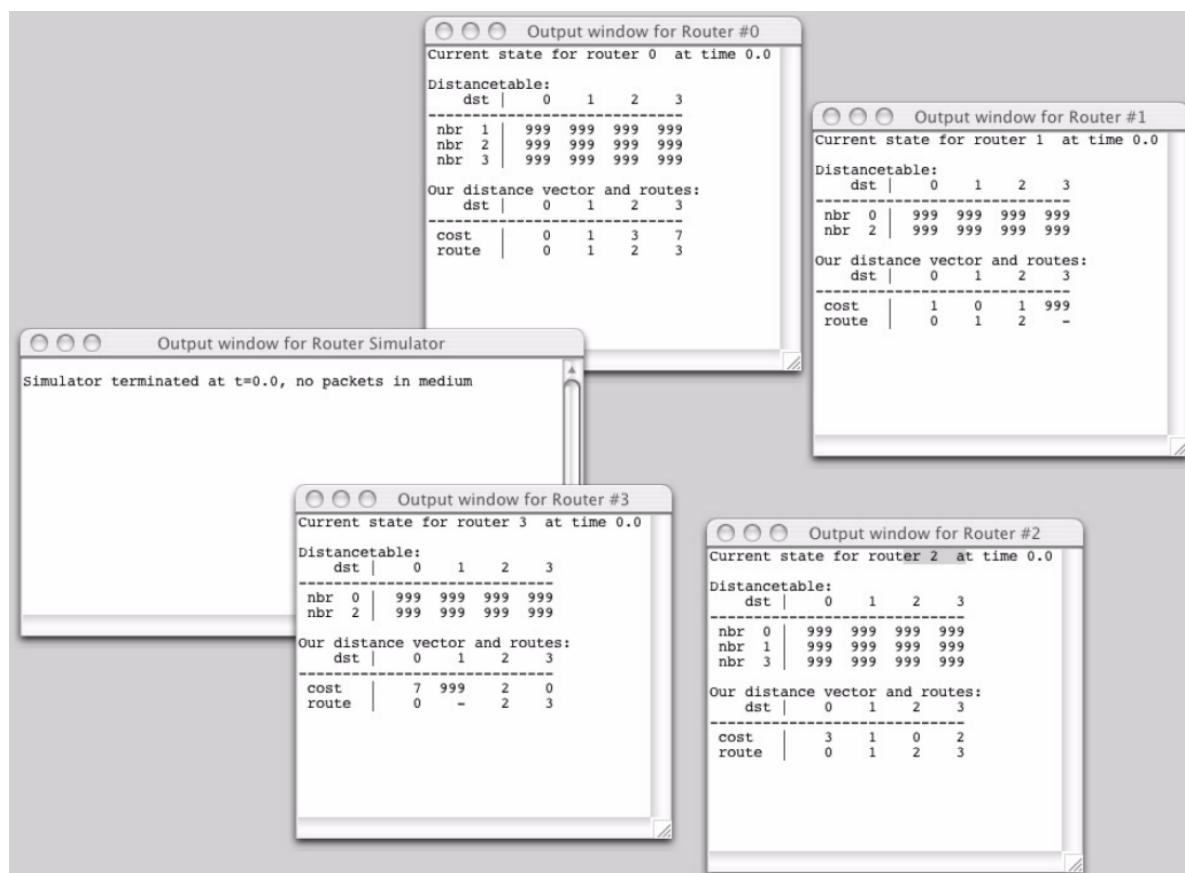 Output window for Router #0
Current state for router 0  at time 0.0
Distancetable:
dst |    0    1    2    3
---------------------------
nbr  1 |  999  999  999  999
nbr  2 |  999  999  999  999
nbr  3 |  999  999  999  999
Our distance vector and routes:
dst |    0    1    2    3
---------------------------
cost   |    0    1    3    7
route  |    0    1    2    3
Output window for Router #1
Current state for router 1  at time 0.0
Distancetable:
dst |    0    1    2    3
---------------------------
nbr  0 |  999  999  999  999
nbr  2 |  999  999  999  999
Our distance vector and routes:
dst |    0    1    2    3
---------------------------
cost   |    1    0    1  999
route  |    0    1    2    -
Output window for Router Simulator
Simulator terminated at t=0.0, no packets in medium
Output window for Router #3
Current state for router 3  at time 0.0
Distancetable:
dst |    0    1    2    3
---------------------------
nbr  0 |  999  999  999  999
nbr  2 |  999  999  999  999
Our distance vector and routes:
dst |    0    1    2    3
---------------------------
cost   |    7  999    2    0
route  |    0    -    2    3
Output window for Router #2
Current state for router 2  at time 0.0
Distancetable:
dst |    0    1    2    3
---------------------------
nbr  0 |  999  999  999  999
nbr  1 |  999  999  999  999
nbr  3 |  999  999  999  999
Our distance vector and routes:
dst |    0    1    2    3
---------------------------
cost   |    3    1    0    2
route  |    0    1    2    3